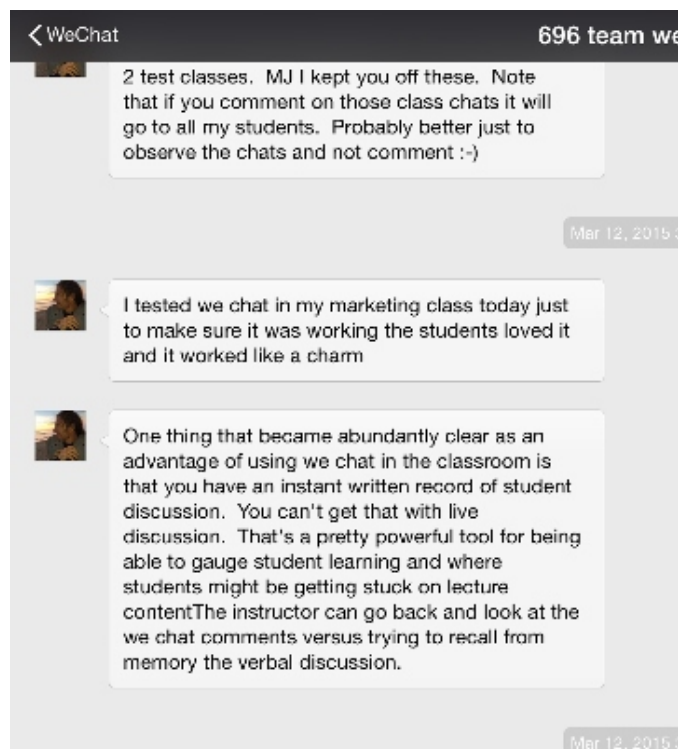 WeChat
696 team we
2 test classes.  MJ I kept you off these.  Note
that if you comment on those class chats it will
go to all my students.  Probably better just to
observe the chats and not comment :-)
Mar 12, 2015
I tested we chat in my marketing class today just
to make sure it was working the students loved it
and it worked like a charm
One thing that became abundantly clear as an
advantage of using we chat in the classroom is
that you have an instant written record of student
discussion.  You can't get that with live
discussion.  That's a pretty powerful tool for being
able to gauge student learning and where
students might be getting stuck on lecture
contentThe instructor can go back and look at the
we chat comments versus trying to recall from
memory the verbal discussion.
Mar 12, 2015